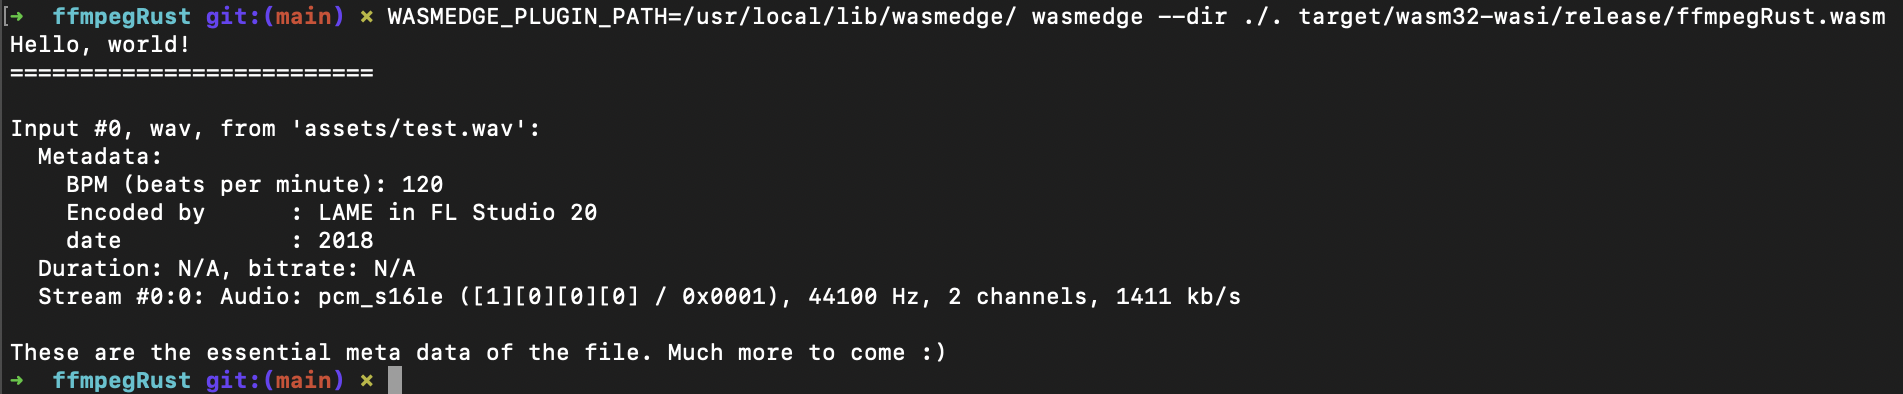 [➜  ffmpegRust git:(main) × WASMEDGE_PLUGIN_PATH=/usr/local/lib/wasmedge/ wasmedge --dir ./. target/wasm32-wasi/release/ffmpegRust.wasm
Hello, world!
==========================
Input #0, wav, from 'assets/test.wav':
  Metadata:
    BPM (beats per minute): 120
    Encoded by      : LAME in FL Studio 20
    date            : 2018
  Duration: N/A, bitrate: N/A
  Stream #0:0: Audio: pcm_s16le ([1][0][0][0] / 0x0001), 44100 Hz, 2 channels, 1411 kb/s
These are the essential meta data of the file. Much more to come :)
➜  ffmpegRust git:(main) ×